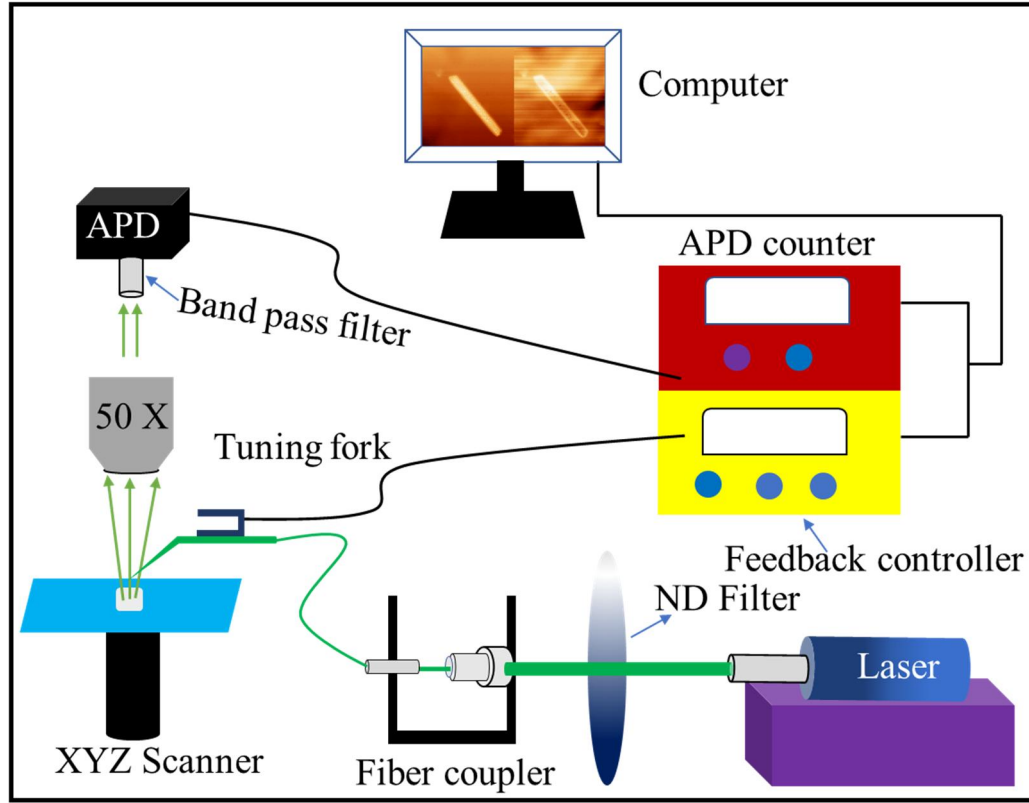 Computer
APD
APD counter
Band pass filter
50 X
Tuning fork
Feedback controller
ND Filter
Laser
XYZ Scanner
Fiber coupler